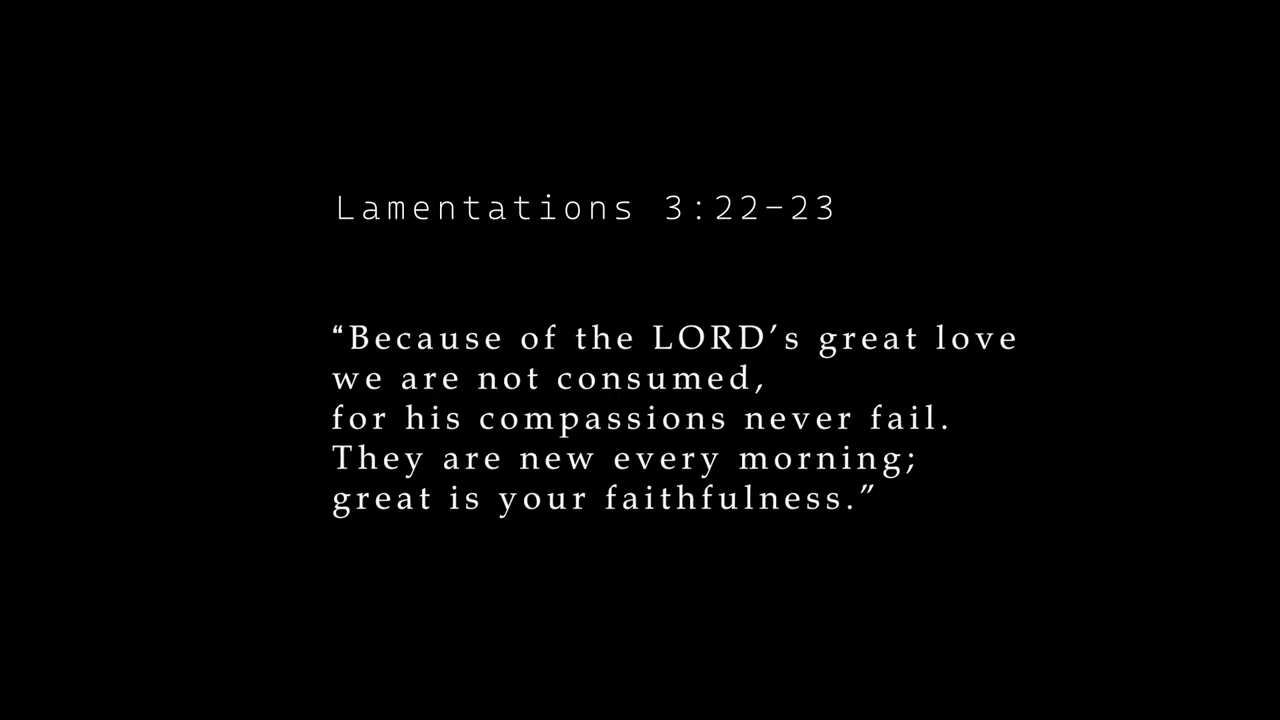 Lamentations 3:22–23
“Because of the LORD’s great love
we are not consumed,
for his compassions never fail.
They are new every morning;
great is your faithfulness.”